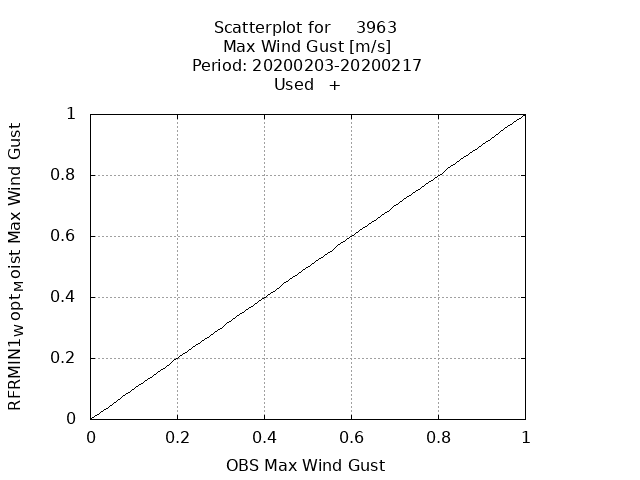 Scatterplot for     3963
Max Wind Gust [m/s]
Period: 20200203-20200217
Used   +
1
0.8
0.6
0.4
0.2
0
0 0.2 0.4 0.6 0.8 1
RFRMIN1WoptMoist Max Wind Gust
OBS Max Wind Gust